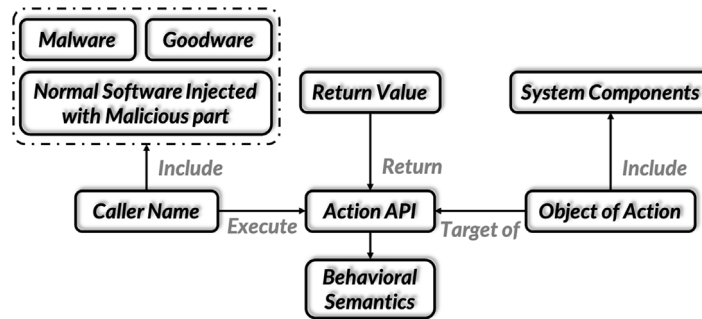 Malware
Goodware
Normal Software Injected
with Malicious part
Return Value
System Components
Include
Return
Include
Caller Name
Execute
Action API
Target of
Object of Action
Behavioral
Semantics